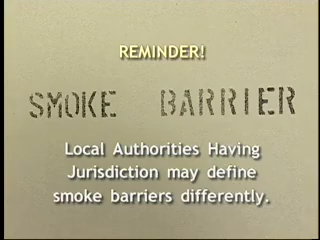 REMINDER!
SMOKE BARRIER
Local Authorities Having
Jurisdiction may define
smoke barriers differently.